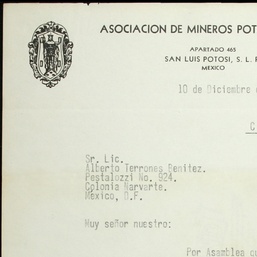 ASOCIACION DE MINEROS POT
APARTADO 465
SAN LUIS POTOSI, S. L. P
MEXICO
10 de Diciembre
C
Sr. Lic.
Alberto Terrones Benitez.
Pestalozzi No. 924.
Colonia Narvarte.
México, D.F.
Muy señor nuestro:
Por Asamblea